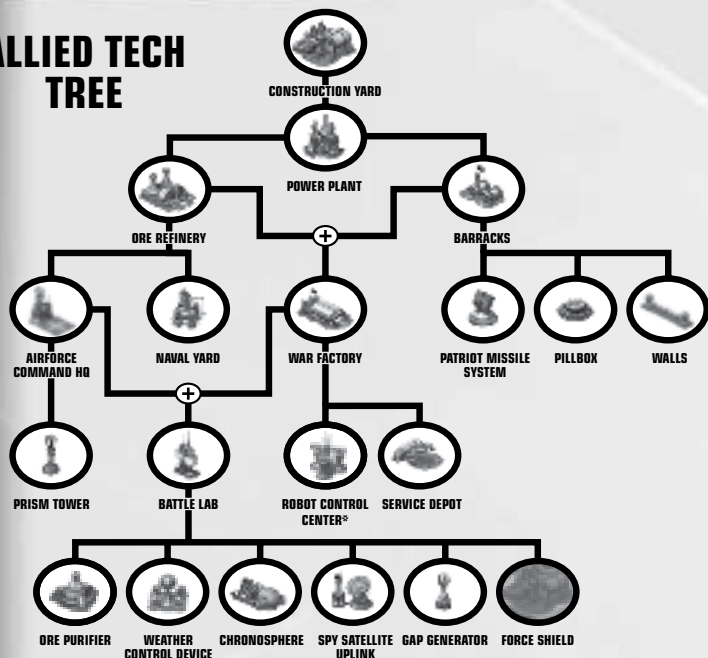 ALLIED TECH
TREE
CONSTRUCTION YARD
POWER PLANT
ORE REFINERY
+
BARRACKS
AIRFORCE
COMMAND HQ
NAVAL YARD
WAR FACTORY
PATRIOT MISSILE
SYSTEM
PILLBOX
WALLS
+
PRISM TOWER
BATTLE LAB
ROBOT CONTROL
CENTER*
SERVICE DEPOT
ORE PURIFIER
WEATHER
CONTROL DEVICE
CHRONOSPHERE
SPY SATELLITE
UPLINK
GAP GENERATOR
FORCE SHIELD